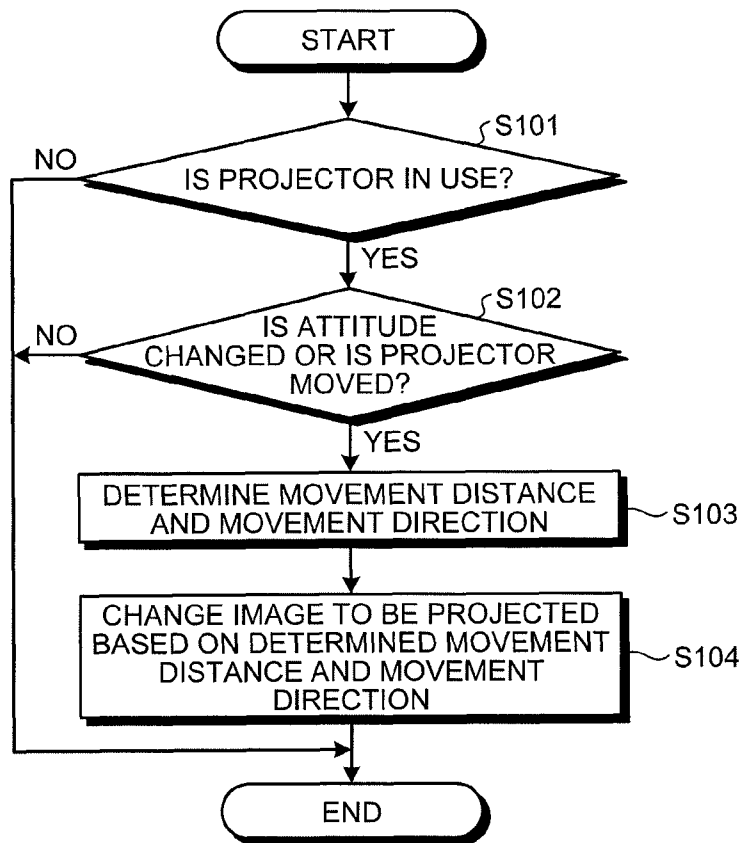 START
S101
NO
IS PROJECTOR IN USE?
YES
S102
NO
IS ATTITUDE
CHANGED OR IS PROJECTOR
MOVED?
YES
DETERMINE MOVEMENT DISTANCE
AND MOVEMENT DIRECTION
S103
CHANGE IMAGE TO BE PROJECTED
BASED ON DETERMINED MOVEMENT
DISTANCE AND MOVEMENT
DIRECTION
S104
END